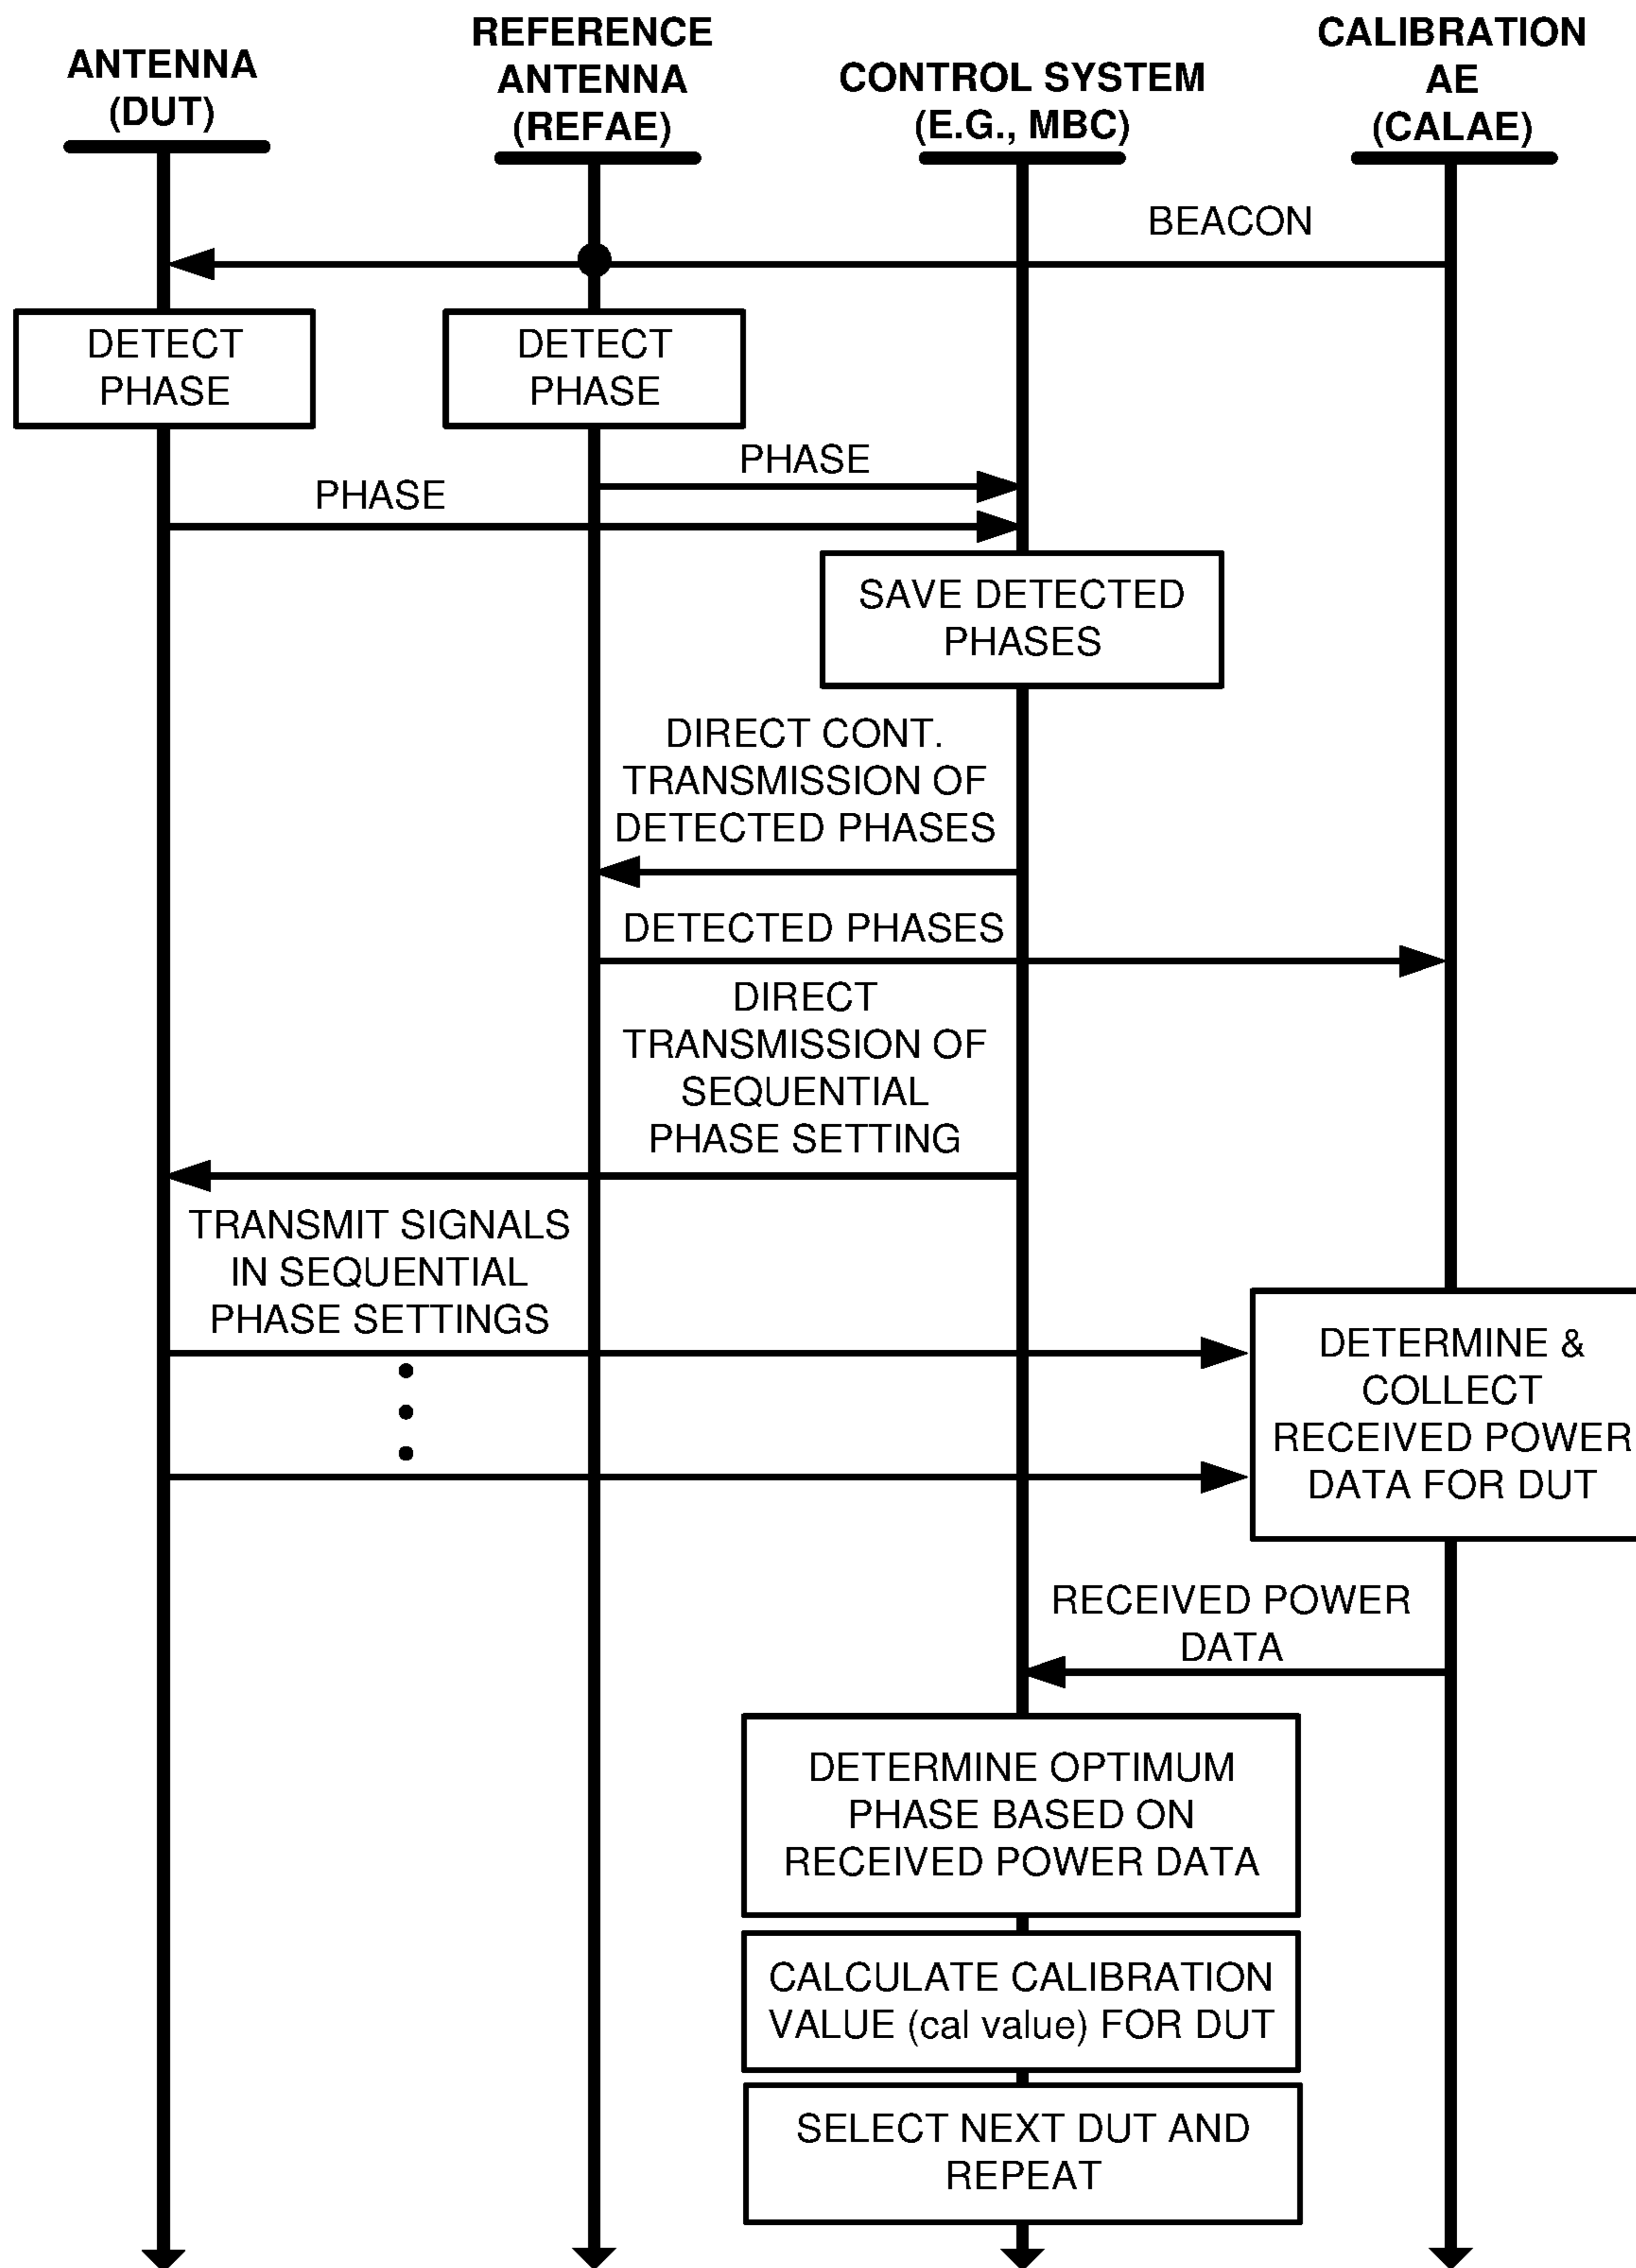 ANTENNA
(DUT)
REFERENCE
ANTENNA
(REFAE)
CONTROL SYSTEM
(E.G., MBC)
CALIBRATION
AE
(CALAE)
BEACON
DETECT
PHASE
DETECT
PHASE
PHASE
PHASE
SAVE DETECTED
PHASES
DIRECT CONT.
TRANSMISSION OF
DETECTED PHASES
DETECTED PHASES
DIRECT
TRANSMISSION OF
SEQUENTIAL
PHASE SETTING
TRANSMIT SIGNALS
IN SEQUENTIAL
PHASE SETTINGS
DETERMINE &
COLLECT
RECEIVED POWER
DATA FOR DUT
RECEIVED POWER
DATA
DETERMINE OPTIMUM
PHASE BASED ON
RECEIVED POWER DATA
CALCULATE CALIBRATION
VALUE (cal value) FOR DUT
SELECT NEXT DUT AND
REPEAT